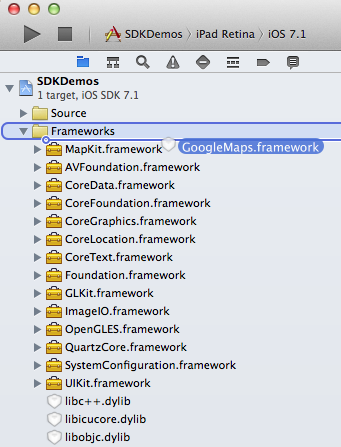 SDKDemos › iPad Retina › iOS 7.1
SDKDemos
1 target, iOS SDK 7.1
Source
Frameworks
MapKit.framework GoogleMaps.framework
AVFoundation.framework
CoreData.framework
CoreFoundation.framework
CoreGraphics.framework
CoreLocation.framework
CoreText.framework
Foundation.framework
GLKit.framework
ImageIO.framework
OpenGLES.framework
QuartzCore.framework
SystemConfiguration.framework
UIKit.framework
libc++.dylib
libicucore.dylib
libobjc.dylib